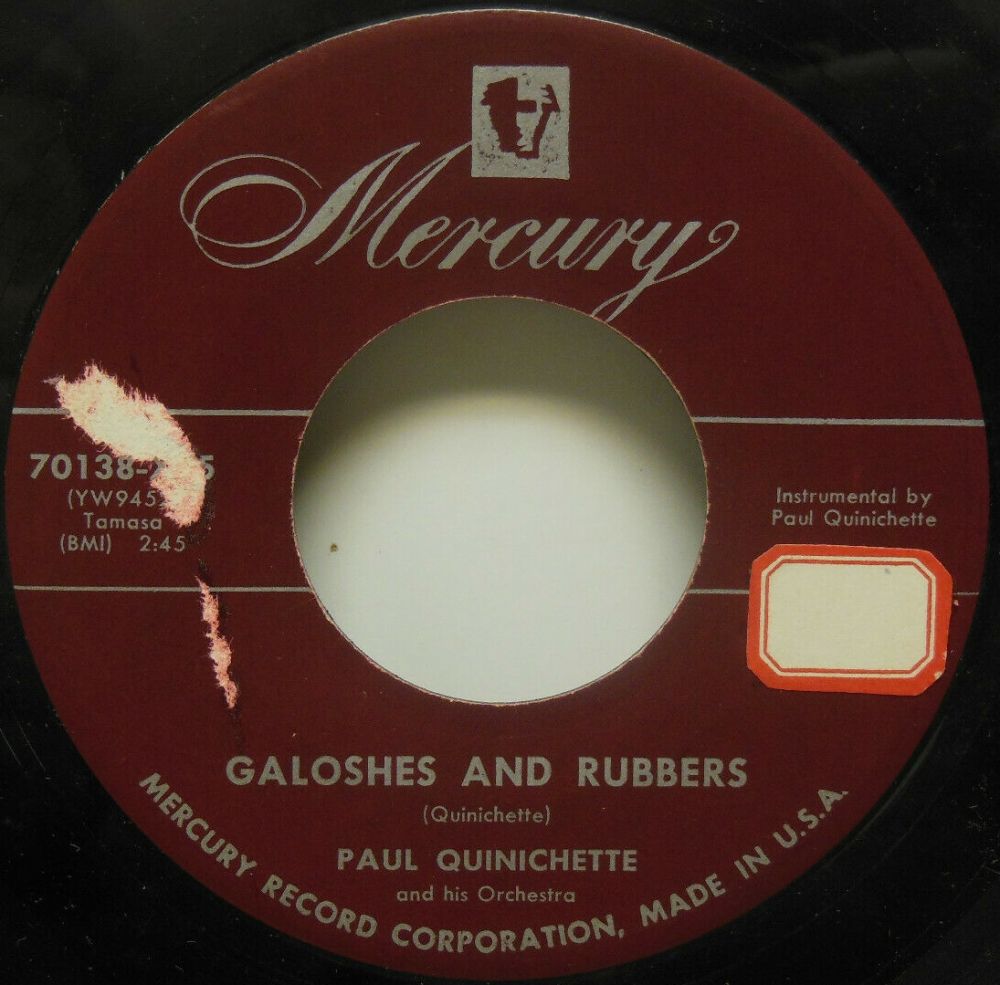 Mercury
70138-
(YW945
Tamasa
(BMI) 2:45
Instrumental by
Paul Quinichette
GALOSHES AND RUBBERS
(Quinichette)
PAUL QUINICHETTE
and his Orchestra
MERCURY RECORD CORPORATION, MADE IN U.S.A.